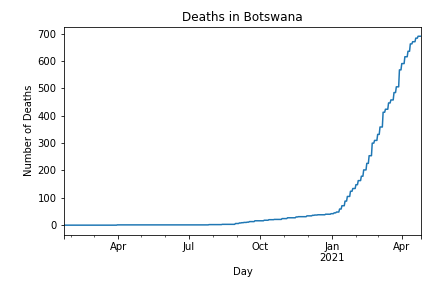 Deaths in Botswana
Number of Deaths
700
600
500
400
300
200
100
0
Apr
Jul
Oct
Jan
2021
Apr
Day